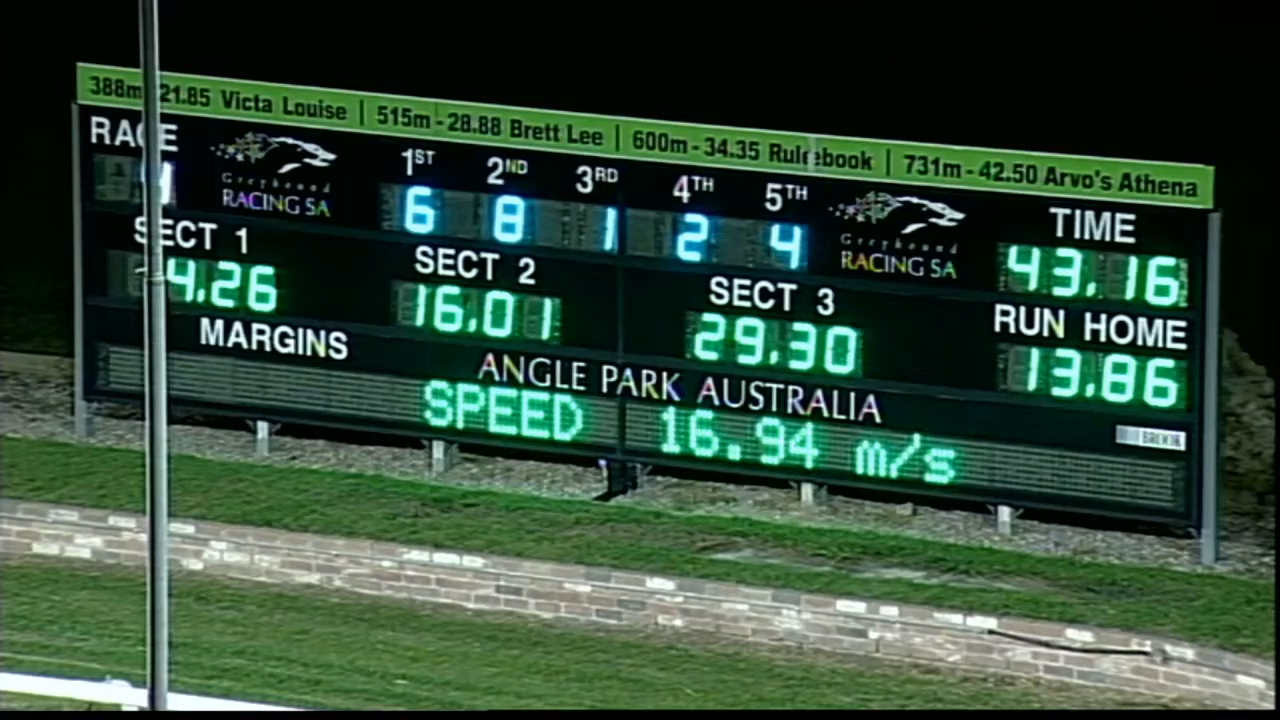 388m - 21.85 Victa Louise | 515m - 28.88 Brett Lee | 600m - 34.35 Rulebook | 731m - 42.50 Arvo's Athena
RACE
4
Greyhound
RACING SA
1ST 2ND 3RD 4TH 5TH
6 8 1 2 4
Greyhound
RACING SA
TIME
43.16
SECT 1
4.26
SECT 2
16.01
SECT 3
29.30
RUN HOME
13.86
MARGINS
ANGLE PARK AUSTRALIA
SPEED 16.94 m/s
BROOK